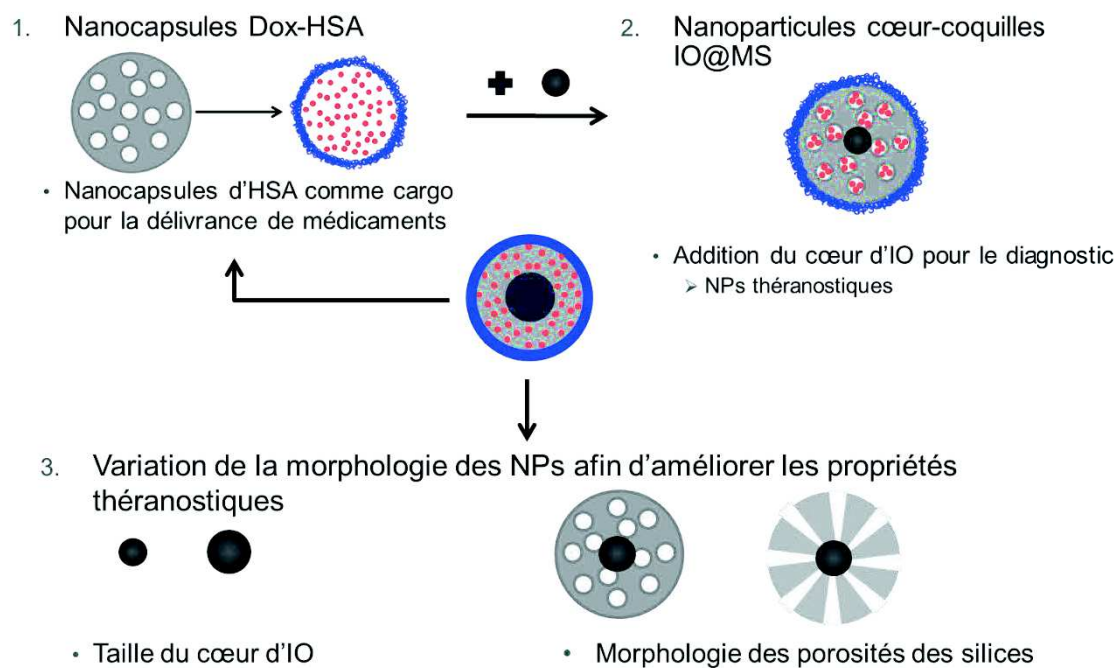 1. Nanocapsules Dox-HSA
2. Nanoparticules cœur-coquilles
IO@MS
• Nanocapsules d'HSA comme cargo
pour la délivrance de médicaments
• Addition du cœur d'IO pour le diagnostic
➢ NPs théranostiques
3. Variation de la morphologie des NPs afin d'améliorer les propriétés
théranostiques
• Taille du cœur d'IO
• Morphologie des porosités des silices